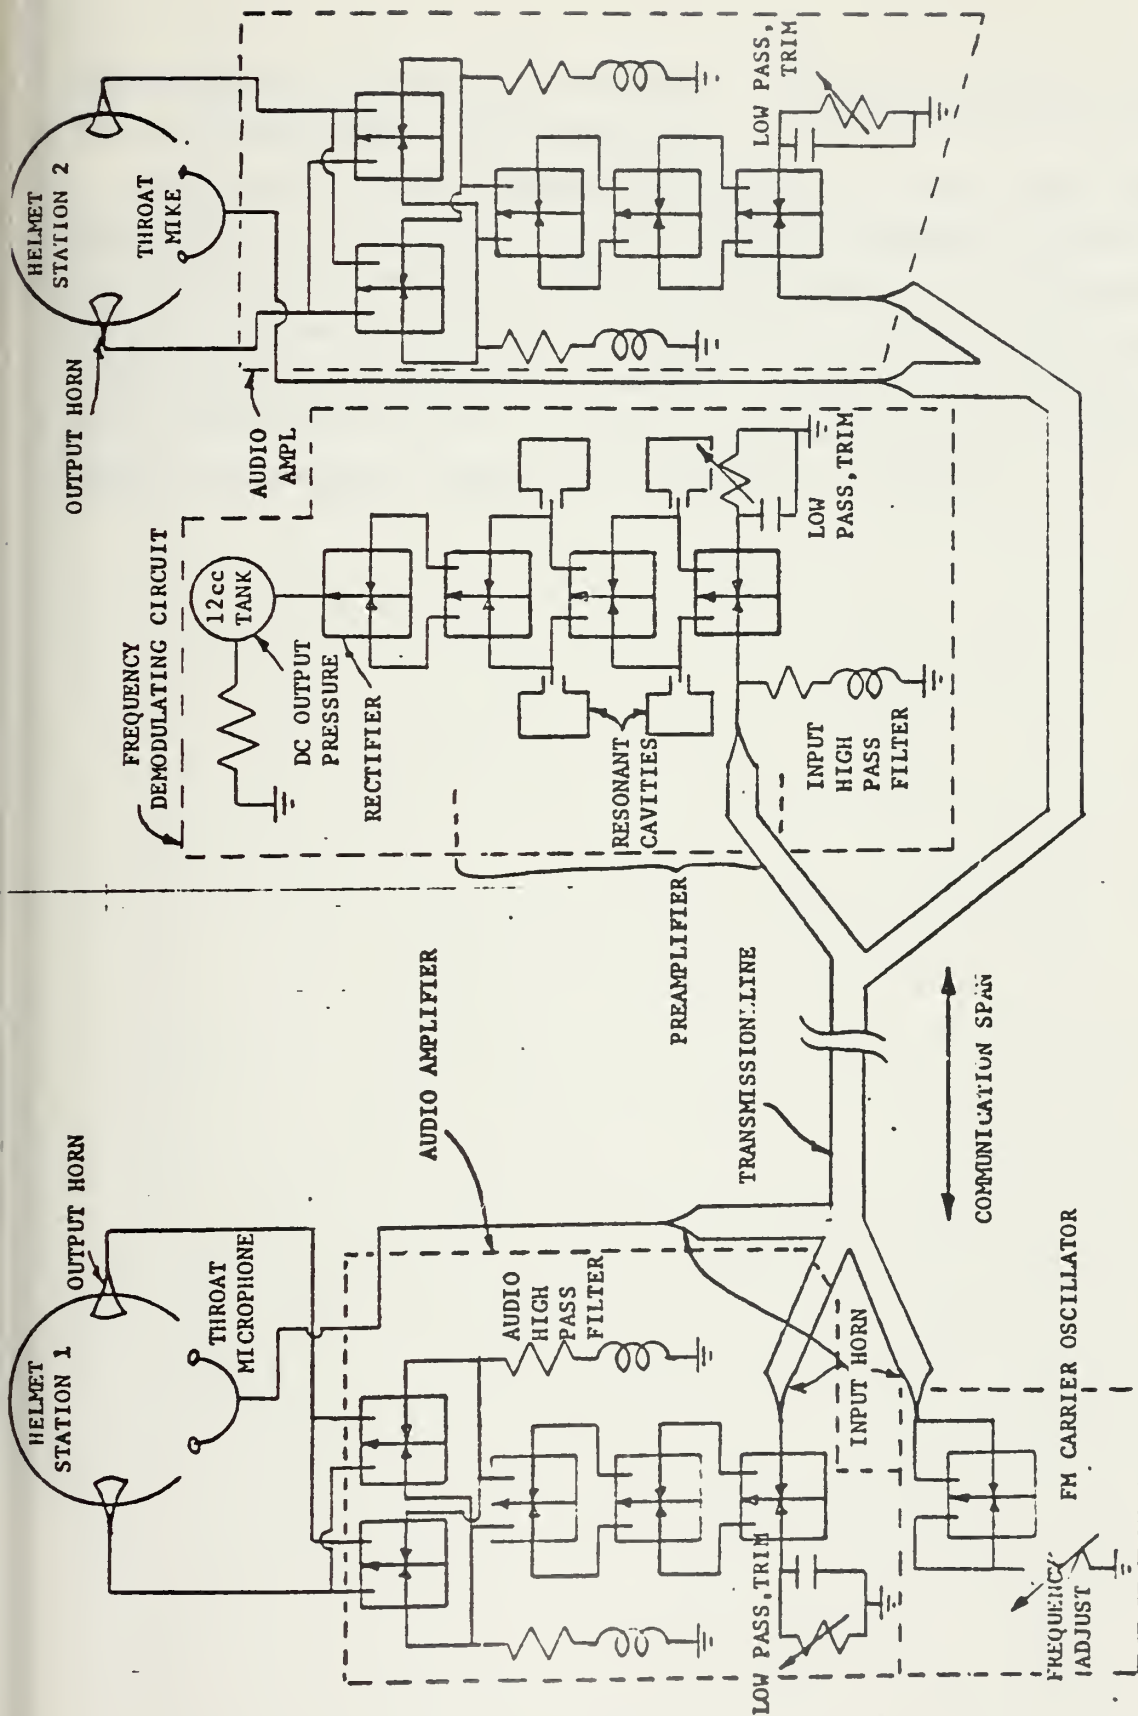 HELMET
STATION 1
OUTPUT HORN
THROAT
MICROPHONE
AUDIO AMPLIFIER
AUDIO
HIGH
PASS
FILTER
LOW PASS,TRIM
INPUT HORN
FREQUENCY
ADJUST
FM CARRIER OSCILLATOR
TRANSMISSION LINE
COMMUNICATION SPAN
PREAMPLIFIER
FREQUENCY
DEMODULATING CIRCUIT
12cc
TANK
DC OUTPUT
PRESSURE
RECTIFIER
RESONANT
CAVITIES
INPUT
HIGH
PASS
FILTER
LOW
PASS,TRIM
OUTPUT HORN
AUDIO
AMPL
HELMET
STATION 2
THROAT
MIKE
LOW PASS,
TRIM